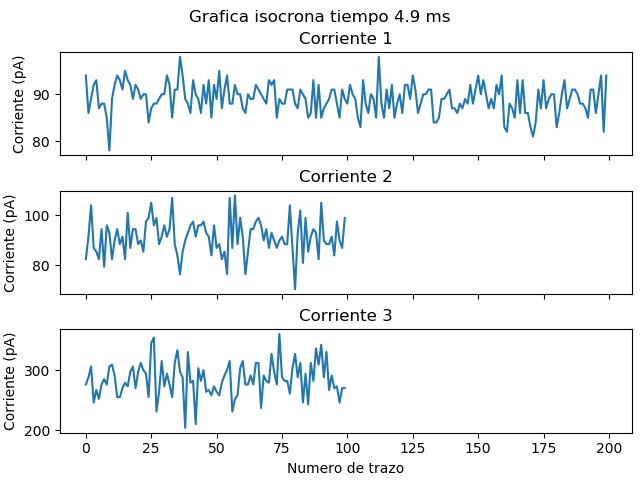 Grafica isocrona tiempo 4.9 ms
Corriente 1
Corriente (pA)
90
80
Corriente 2
Corriente (pA)
100
80
Corriente 3
Corriente (pA)
300
200
0 25 50 75 100 125 150 175 200
Numero de trazo